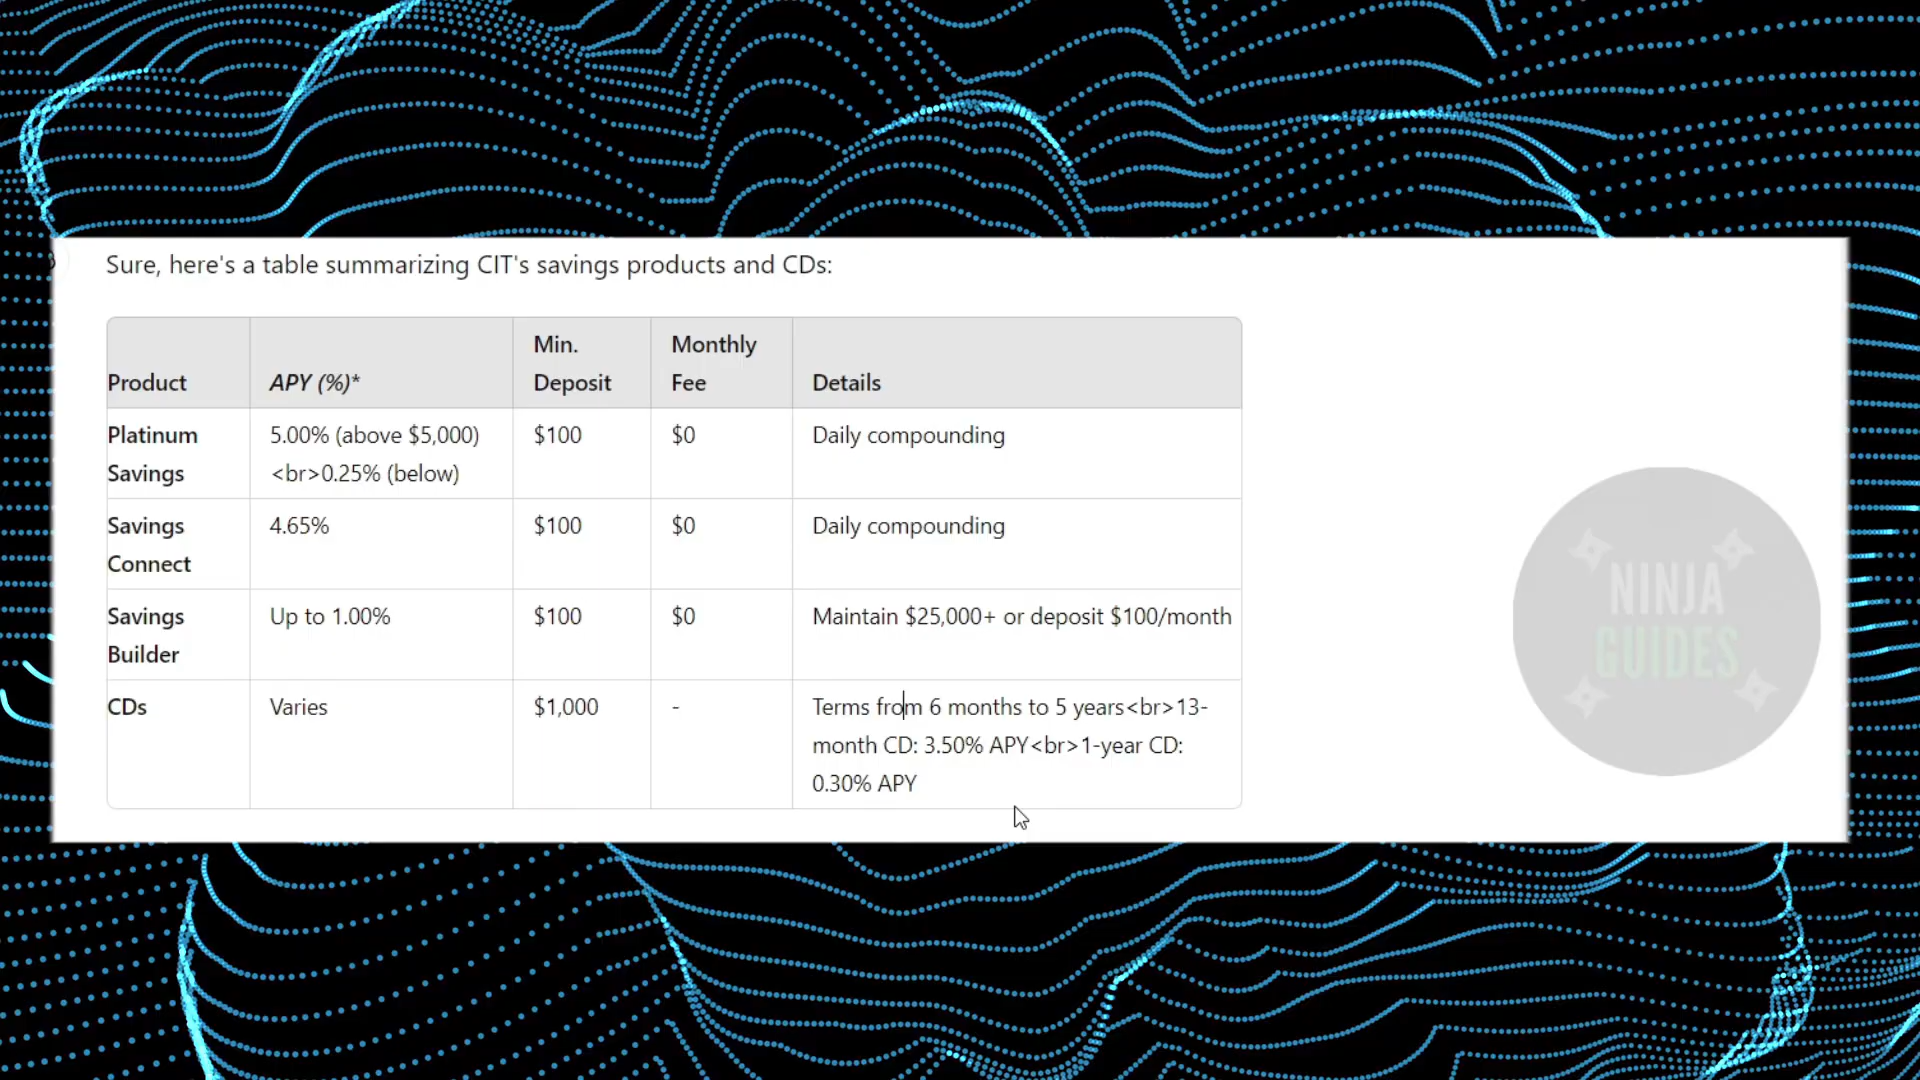 Sure, here's a table summarizing CIT's savings products and CDs:
Product
APY (%)*
Min.
Deposit
Monthly
Fee
Details
Platinum
Savings
5.00% (above $5,000)
<br>0.25% (below)
$100
$0
Daily compounding
Savings
Connect
4.65%
$100
$0
Daily compounding
Savings
Builder
Up to 1.00%
$100
$0
Maintain $25,000+ or deposit $100/month
CDs
Varies
$1,000
-
Terms from 6 months to 5 years<br>13-
month CD: 3.50% APY<br>1-year CD:
0.30% APY
NINJA
GUIDES